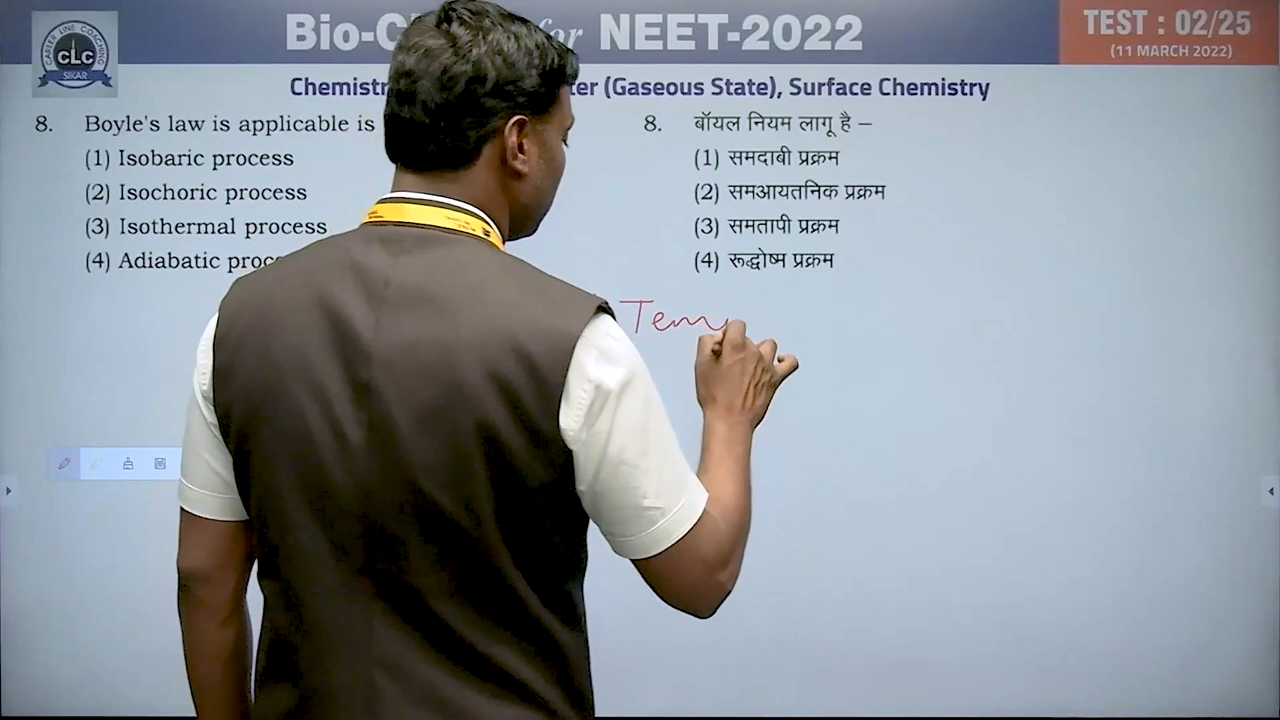 Bio-C for NEET-2022
TEST : 02/25
(11 MARCH 2022)
CAREER LINE COACHING
CLC
SIKAR
Chemistr ter (Gaseous State), Surface Chemistry
8. Boyle's law is applicable is
(1) Isobaric process
(2) Isochoric process
(3) Isothermal process
(4) Adiabatic proc
8. बॉयल नियम लागू है –
(1) समदाबी प्रक्रम
(2) समआयतनिक प्रक्रम
(3) समतापी प्रक्रम
(4) रूद्धोष्म प्रक्रम
Temp